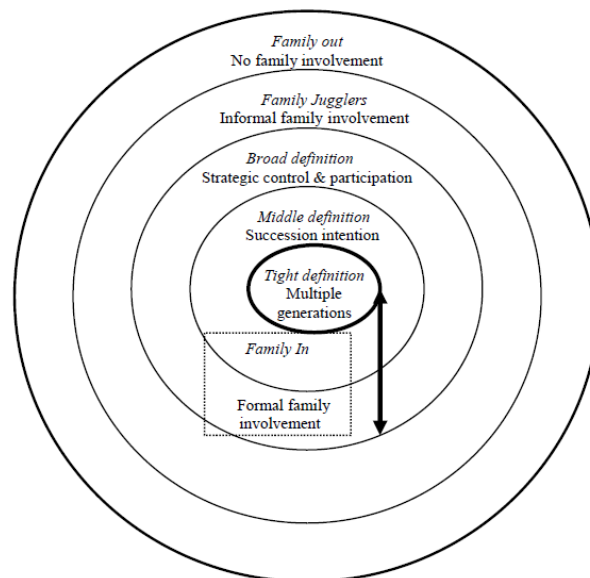 Family out
No family involvement
Family Jugglers
Informal family involvement
Broad definition
Strategic control & participation
Middle definition
Succession intention
Tight definition
Multiple
generations
Family In
Formal family
involvement